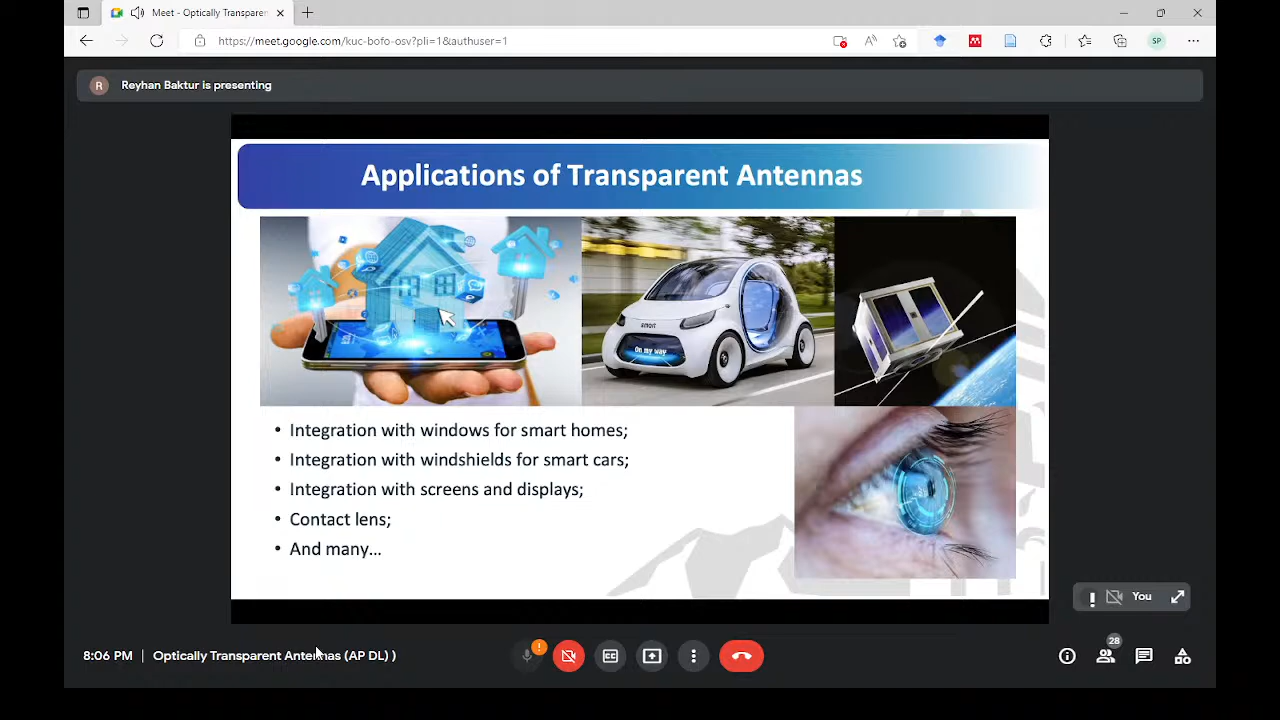 Meet - Optically Transparen
https://meet.google.com/kuc-bofo-osv?pli=1&authuser=1
SP
R
Reyhan Baktur is presenting
Applications of Transparent Antennas
smart
On my way
• Integration with windows for smart homes;
• Integration with windshields for smart cars;
• Integration with screens and displays;
• Contact lens;
• And many...
You
8:06 PM | Optically Transparent Antennas (AP DL) )
28